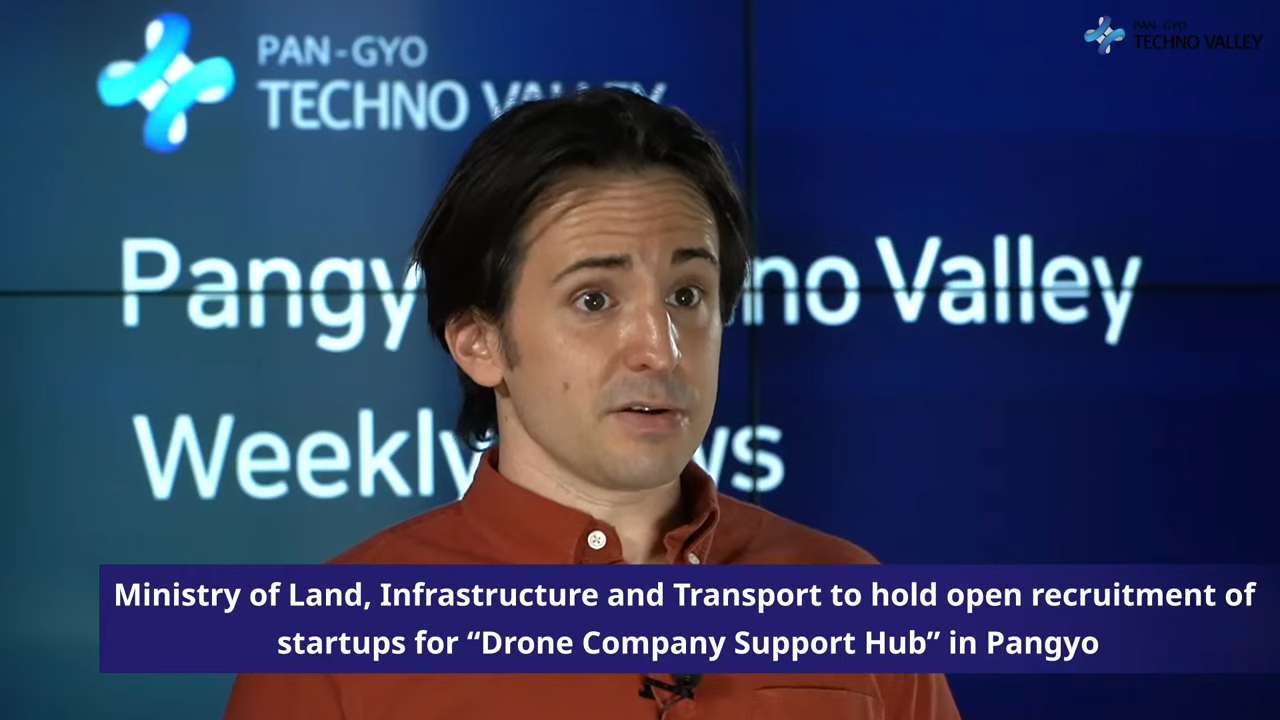 PAN-GYO
TECHNO VALLEY
PAN-GYO
TECHNO VALLEY
Pangy no Valley
Weekly ws
Ministry of Land, Infrastructure and Transport to hold open recruitment of
startups for “Drone Company Support Hub” in Pangyo